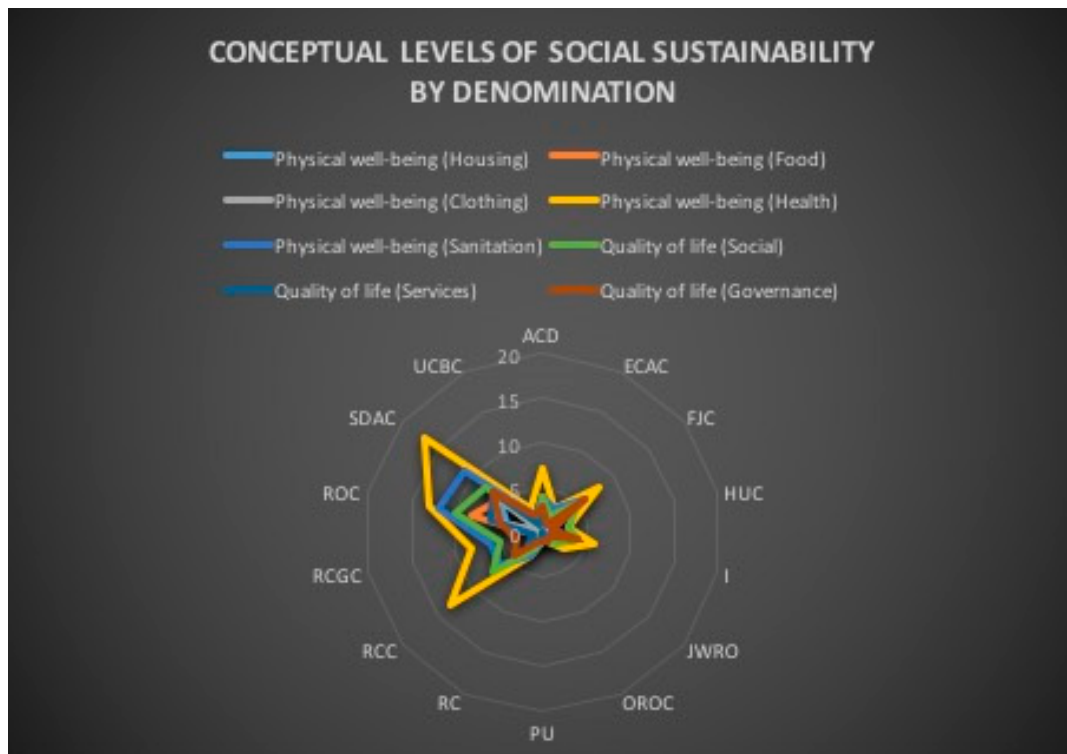 CONCEPTUAL LEVELS OF SOCIAL SUSTAINABILITY
BY DENOMINATION
Physical well-being (Housing) Physical well-being (Food)
Physical well-being (Clothing) Physical well-being (Health)
Physical well-being (Sanitation) Quality of life (Social)
Quality of life (Services) Quality of life (Governance)
ACD
20
UCBC ECAC
15
SDAC FJC
10
5
ROC HUC
0
RCGC I
RCC JWRO
RC OROC
PU